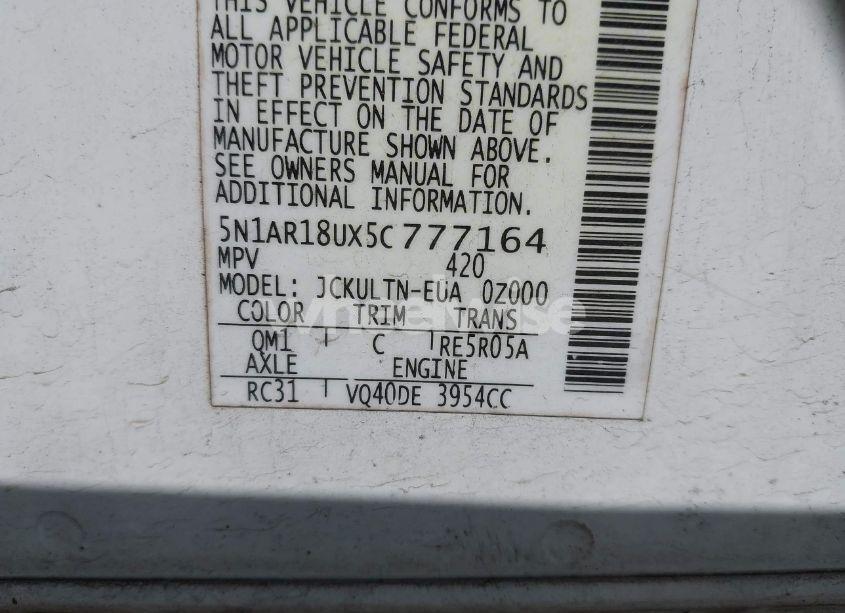 THIS VEHICLE CONFORMS TO
ALL APPLICABLE FEDERAL
MOTOR VEHICLE SAFETY AND
THEFT PREVENTION STANDARDS
IN EFFECT ON THE DATE OF
MANUFACTURE SHOWN ABOVE.
SEE OWNERS MANUAL FOR
ADDITIONAL INFORMATION.
5N1AR18UX5C777164
MPV 420
MODEL: JCKULTN-EUA 0Z000
COLOR TRIM TRANS
QM1 C RE5R05A
AXLE ENGINE
RC31 VQ40DE 3954CC